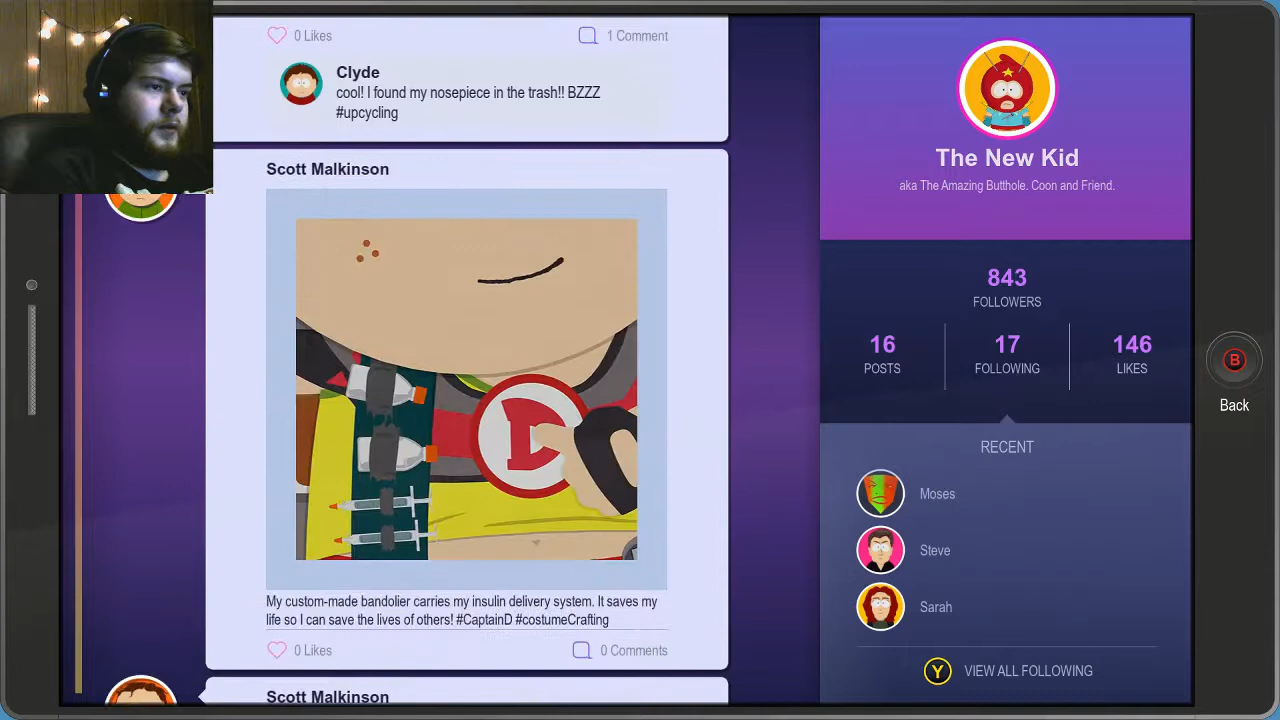 0 Likes
1 Comment
Clyde
cool! I found my nosepiece in the trash!! BZZZ
#upcycling
Scott Malkinson
D
My custom-made bandolier carries my insulin delivery system. It saves my
life so I can save the lives of others! #CaptainD #costumeCrafting
0 Likes
0 Comments
Scott Malkinson
The New Kid
aka The Amazing Butthole. Coon and Friend.
843
FOLLOWERS
16
POSTS
17
FOLLOWING
146
LIKES
RECENT
Moses
Steve
Sarah
Y VIEW ALL FOLLOWING
B
Back